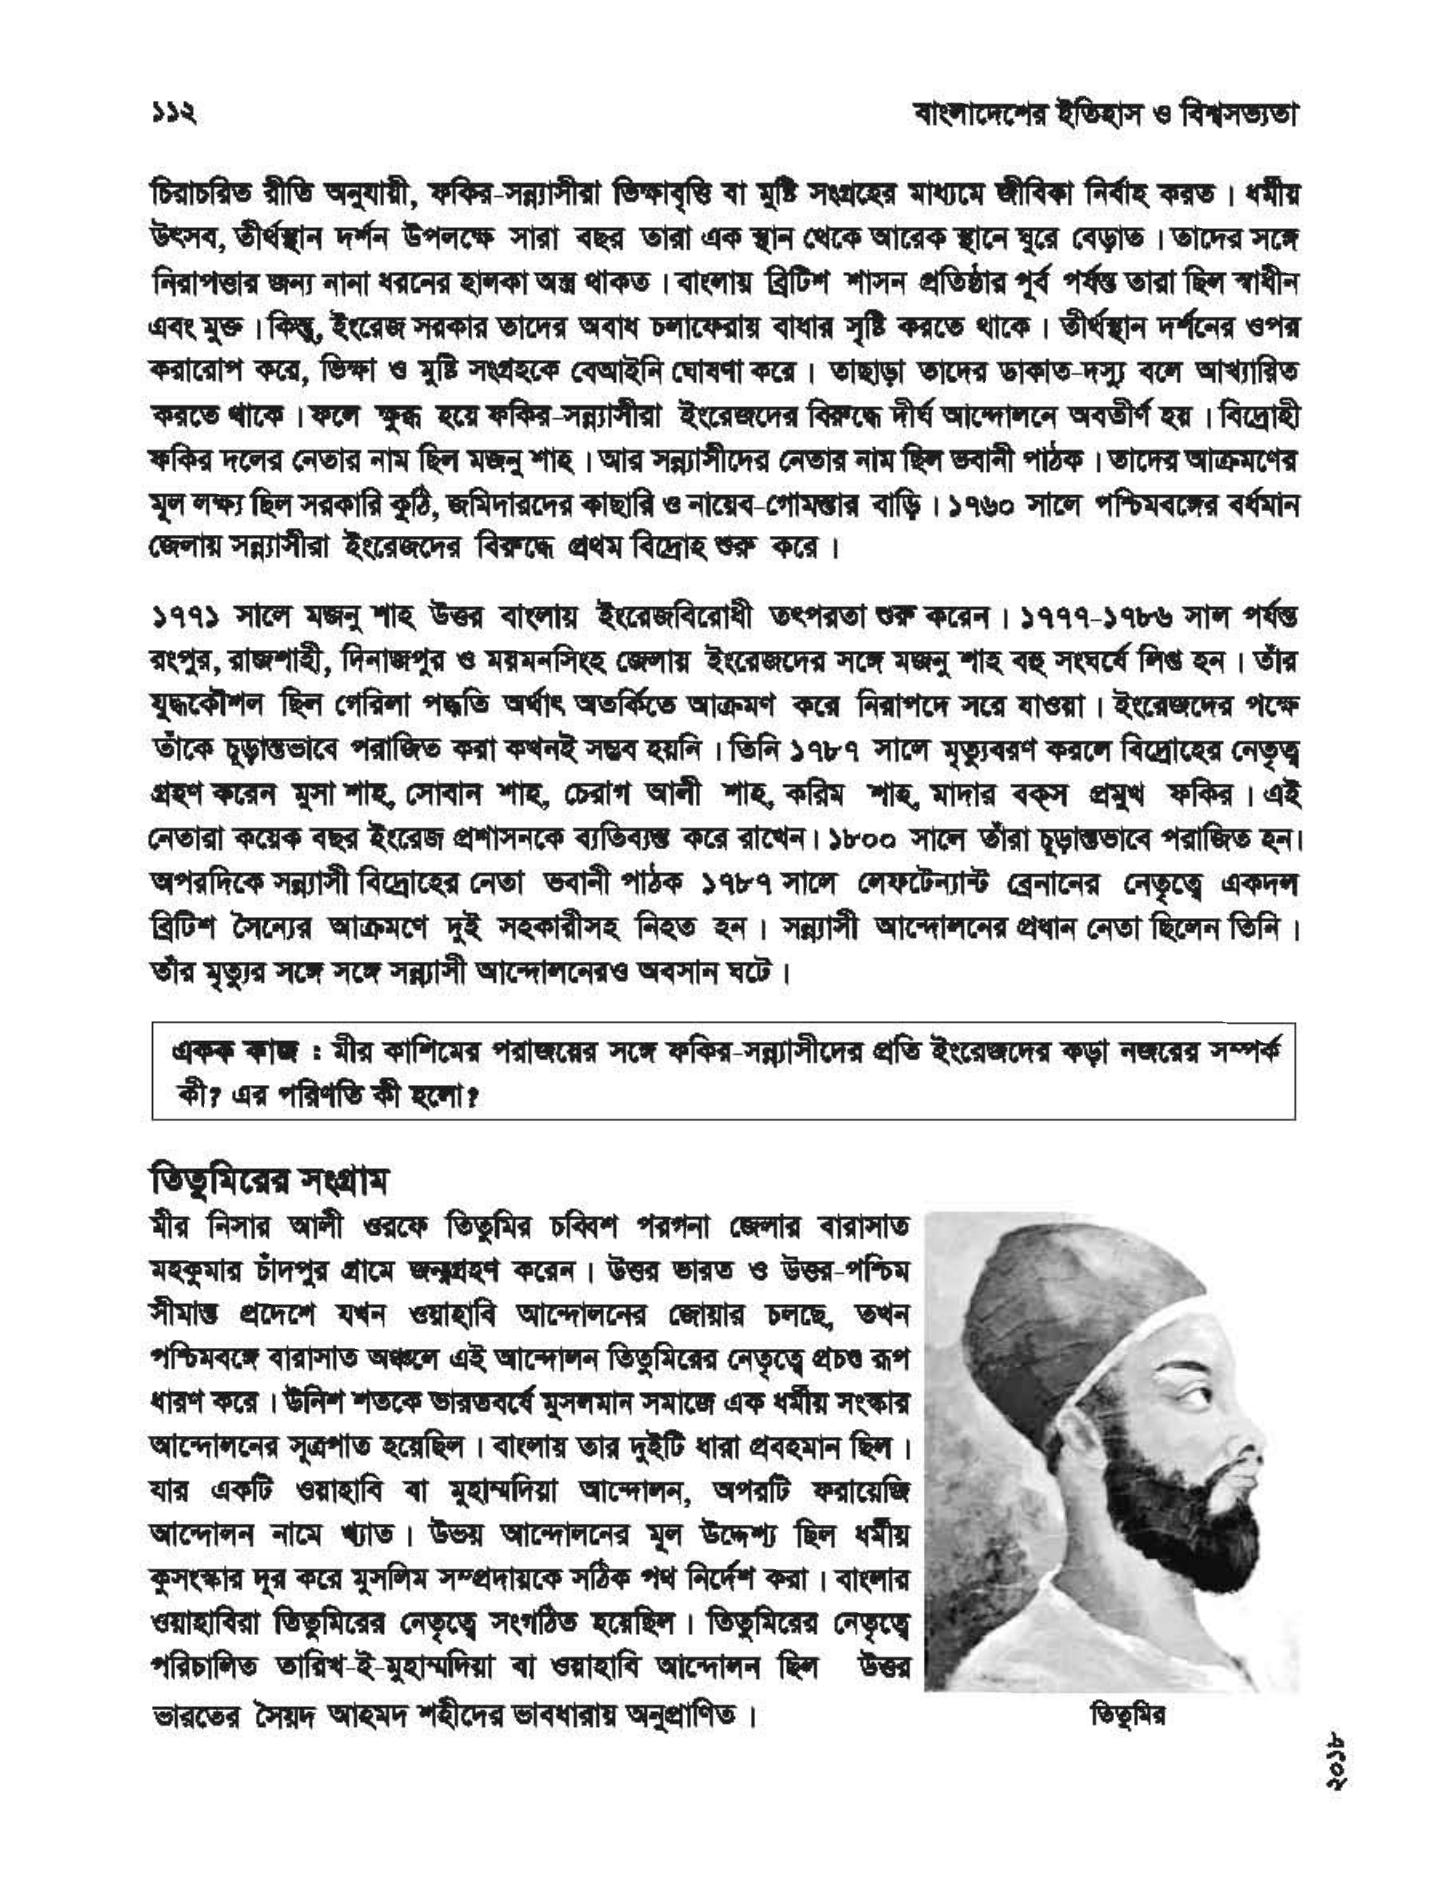 ১১২
বাংলাদেশের ইতিহাস ও বিশ্বসভ্যতা
চিরাচরিত রীতি অনুযায়ী, ফকির-সন্ন্যাসীরা ভিক্ষাবৃত্তি বা মুষ্টি সংগ্রহের মাধ্যমে জীবিকা নির্বাহ করত । ধর্মীয়
উৎসব, তীর্থস্থান দর্শন উপলক্ষে সারা বছর তারা এক স্থান থেকে আরেক স্থানে ঘুরে বেড়াত । তাদের সঙ্গে
নিরাপত্তার জন্য নানা ধরনের হালকা অস্ত্র থাকত । বাংলায় ব্রিটিশ শাসন প্রতিষ্ঠার পূর্ব পর্যন্ত তারা ছিল স্বাধীন
এবং মুক্ত । কিন্তু, ইংরেজ সরকার তাদের অবাধ চলাফেরায় বাধার সৃষ্টি করতে থাকে । তীর্থস্থান দর্শনের ওপর
করারোপ করে, ভিক্ষা ও মুষ্টি সংগ্রহকে বেআইনি ঘোষণা করে । তাছাড়া তাদের ডাকাত-দস্যু বলে আখ্যায়িত
করতে থাকে । ফলে ক্ষুব্ধ হয়ে ফকির-সন্ন্যাসীরা ইংরেজদের বিরুদ্ধে দীর্ঘ আন্দোলনে অবতীর্ণ হয় । বিদ্রোহী
ফকির দলের নেতার নাম ছিল মজনু শাহ । আর সন্ন্যাসীদের নেতার নাম ছিল ভবানী পাঠক । তাদের আক্রমণের
মূল লক্ষ্য ছিল সরকারি কুঠি, জমিদারদের কাছারি ও নায়েব-গোমস্তার বাড়ি । ১৭৬০ সালে পশ্চিমবঙ্গের বর্ধমান
জেলায় সন্ন্যাসীরা ইংরেজদের বিরুদ্ধে প্রথম বিদ্রোহ শুরু করে ।
১৭৭১ সালে মজনু শাহ উত্তর বাংলায় ইংরেজবিরোধী তৎপরতা শুরু করেন । ১৭৭৭-১৭৮৬ সাল পর্যন্ত
রংপুর, রাজশাহী, দিনাজপুর ও ময়মনসিংহ জেলায় ইংরেজদের সঙ্গে মজনু শাহ বহু সংঘর্ষে লিপ্ত হন । তাঁর
যুদ্ধকৌশল ছিল গেরিলা পদ্ধতি অর্থাৎ অতর্কিতে আক্রমণ করে নিরাপদে সরে যাওয়া । ইংরেজদের পক্ষে
তাঁকে চূড়ান্তভাবে পরাজিত করা কখনই সম্ভব হয়নি । তিনি ১৭৮৭ সালে মৃত্যুবরণ করলে বিদ্রোহের নেতৃত্ব
গ্রহণ করেন মুসা শাহ, সোবান শাহ, চেরাগ আলী শাহ, করিম শাহ, মাদার বক্স প্রমুখ ফকির । এই
নেতারা কয়েক বছর ইংরেজ প্রশাসনকে ব্যতিব্যস্ত করে রাখেন। ১৮০০ সালে তাঁরা চূড়ান্তভাবে পরাজিত হন।
অপরদিকে সন্ন্যাসী বিদ্রোহের নেতা ভবানী পাঠক ১৭৮৭ সালে লেফটেন্যান্ট ব্রেনানের নেতৃত্বে একদল
ব্রিটিশ সৈন্যের আক্রমণে দুই সহকারীসহ নিহত হন । সন্ন্যাসী আন্দোলনের প্রধান নেতা ছিলেন তিনি ।
তাঁর মৃত্যুর সঙ্গে সঙ্গে সন্ন্যাসী আন্দোলনেরও অবসান ঘটে ।
একক কাজ : মীর কাশিমের পরাজয়ের সঙ্গে ফকির-সন্ন্যাসীদের প্রতি ইংরেজদের কড়া নজরের সম্পর্ক
কী? এর পরিণতি কী হলো?
তিতুমিরের সংগ্রাম
মীর নিসার আলী ওরফে তিতুমির চব্বিশ পরগনা জেলার বারাসাত
মহকুমার চাঁদপুর গ্রামে জন্মগ্রহণ করেন । উত্তর ভারত ও উত্তর-পশ্চিম
সীমান্ত প্রদেশে যখন ওয়াহাবি আন্দোলনের জোয়ার চলছে, তখন
পশ্চিমবঙ্গে বারাসাত অঞ্চলে এই আন্দোলন তিতুমিরের নেতৃত্বে প্রচণ্ড রূপ
ধারণ করে । উনিশ শতকে ভারতবর্ষে মুসলমান সমাজে এক ধর্মীয় সংস্কার
আন্দোলনের সূত্রপাত হয়েছিল । বাংলায় তার দুইটি ধারা প্রবহমান ছিল ।
যার একটি ওয়াহাবি বা মুহাম্মদিয়া আন্দোলন, অপরটি ফরায়েজি
আন্দোলন নামে খ্যাত । উভয় আন্দোলনের মূল উদ্দেশ্য ছিল ধর্মীয়
কুসংস্কার দূর করে মুসলিম সম্প্রদায়কে সঠিক পথ নির্দেশ করা । বাংলার
ওয়াহাবিরা তিতুমিরের নেতৃত্বে সংগঠিত হয়েছিল । তিতুমিরের নেতৃত্বে
পরিচালিত তারিখ-ই-মুহাম্মদিয়া বা ওয়াহাবি আন্দোলন ছিল উত্তর
ভারতের সৈয়দ আহমদ শহীদের ভাবধারায় অনুপ্রাণিত ।
তিতুমির
২০১৮